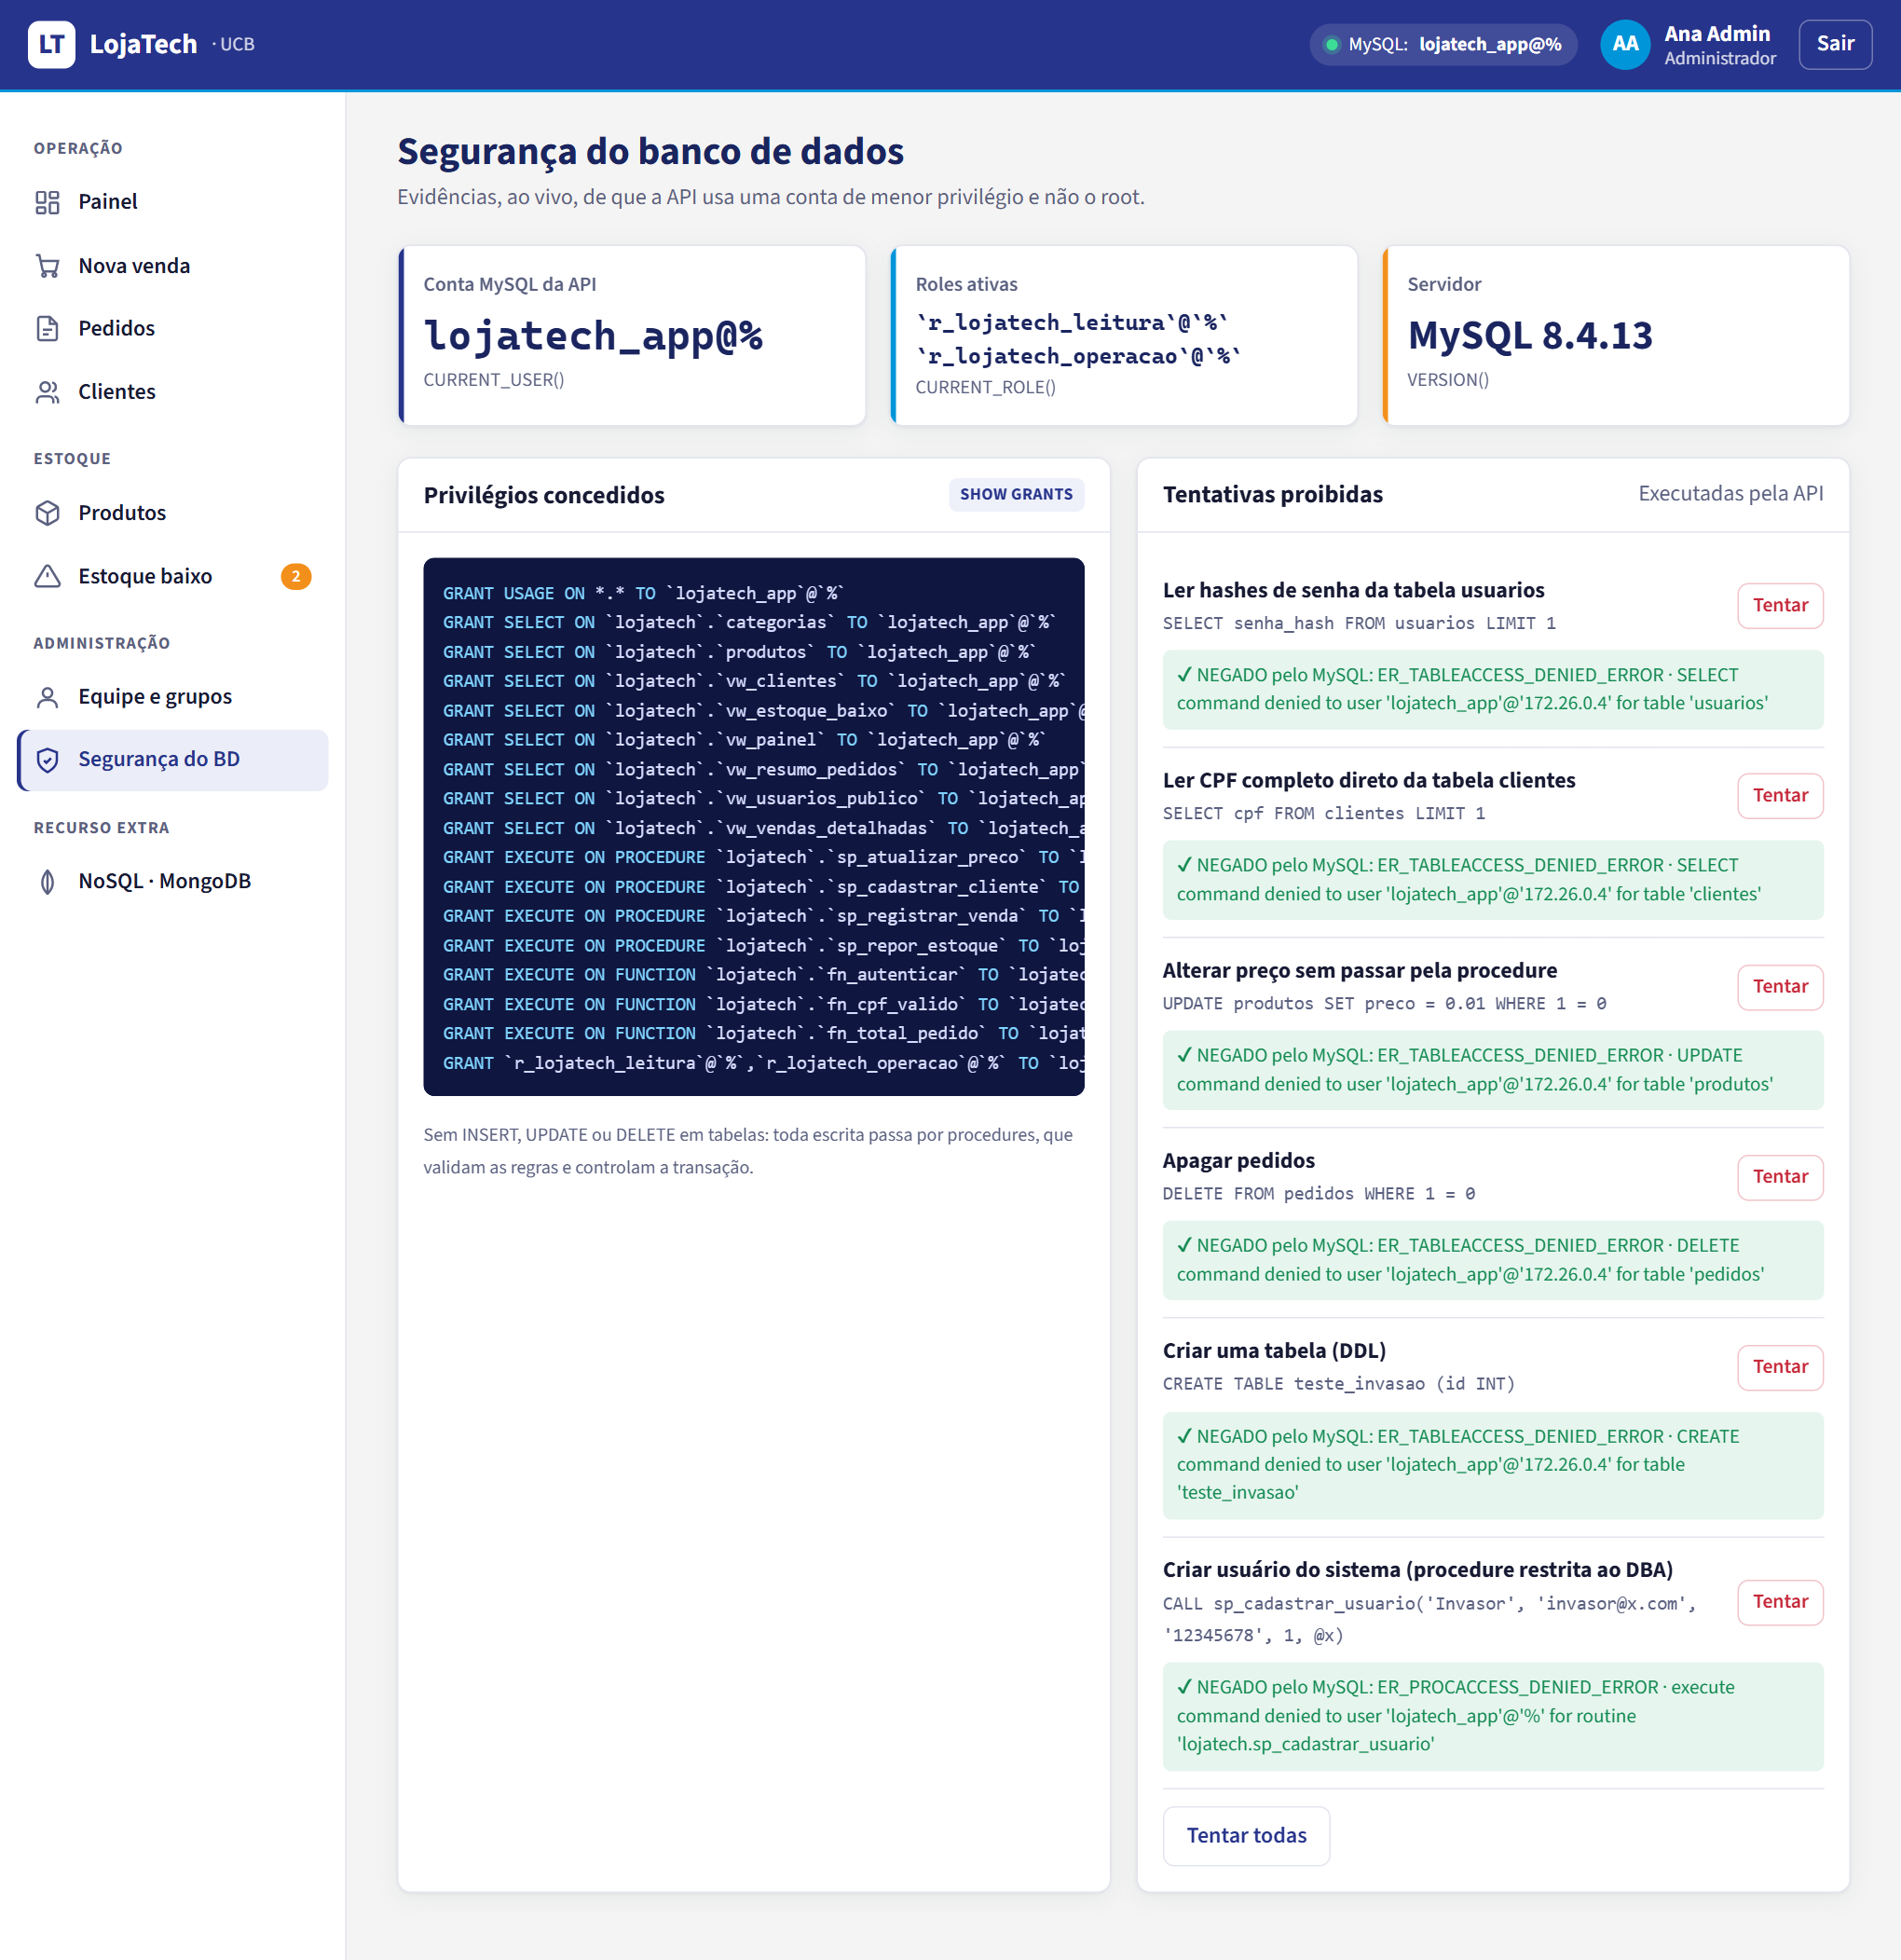 LT LojaTech · UCB
MySQL: lojatech_app@%
AA
Ana Admin
Administrador
Sair
OPERAÇÃO
Painel
Nova venda
Pedidos
Clientes
ESTOQUE
Produtos
Estoque baixo 2
ADMINISTRAÇÃO
Equipe e grupos
Segurança do BD
RECURSO EXTRA
NoSQL · MongoDB
Segurança do banco de dados
Evidências, ao vivo, de que a API usa uma conta de menor privilégio e não o root.
Conta MySQL da API
lojatech_app@%
CURRENT_USER()
Roles ativas
`r_lojatech_leitura`@`%`
`r_lojatech_operacao`@`%`
CURRENT_ROLE()
Servidor
MySQL 8.4.13
VERSION()
Privilégios concedidos
SHOW GRANTS
GRANT USAGE ON *.* TO `lojatech_app`@`%`
GRANT SELECT ON `lojatech`.`categorias` TO `lojatech_app`@`%`
GRANT SELECT ON `lojatech`.`produtos` TO `lojatech_app`@`%`
GRANT SELECT ON `lojatech`.`vw_clientes` TO `lojatech_app`@`%`
GRANT SELECT ON `lojatech`.`vw_estoque_baixo` TO `lojatech_app`@
GRANT SELECT ON `lojatech`.`vw_painel` TO `lojatech_app`@`%`
GRANT SELECT ON `lojatech`.`vw_resumo_pedidos` TO `lojatech_app`
GRANT SELECT ON `lojatech`.`vw_usuarios_publico` TO `lojatech_ap
GRANT SELECT ON `lojatech`.`vw_vendas_detalhadas` TO `lojatech_a
GRANT EXECUTE ON PROCEDURE `lojatech`.`sp_atualizar_preco` TO `l
GRANT EXECUTE ON PROCEDURE `lojatech`.`sp_cadastrar_cliente` TO
GRANT EXECUTE ON PROCEDURE `lojatech`.`sp_registrar_venda` TO `l
GRANT EXECUTE ON PROCEDURE `lojatech`.`sp_repor_estoque` TO `loj
GRANT EXECUTE ON FUNCTION `lojatech`.`fn_autenticar` TO `lojatec
GRANT EXECUTE ON FUNCTION `lojatech`.`fn_cpf_valido` TO `lojatec
GRANT EXECUTE ON FUNCTION `lojatech`.`fn_total_pedido` TO `lojat
GRANT `r_lojatech_leitura`@`%`,`r_lojatech_operacao`@`%` TO `loj
Sem INSERT, UPDATE ou DELETE em tabelas: toda escrita passa por procedures, que
validam as regras e controlam a transação.
Tentativas proibidas
Executadas pela API
Ler hashes de senha da tabela usuarios
SELECT senha_hash FROM usuarios LIMIT 1
Tentar
✓ NEGADO pelo MySQL: ER_TABLEACCESS_DENIED_ERROR · SELECT
command denied to user 'lojatech_app'@'172.26.0.4' for table 'usuarios'
Ler CPF completo direto da tabela clientes
SELECT cpf FROM clientes LIMIT 1
Tentar
✓ NEGADO pelo MySQL: ER_TABLEACCESS_DENIED_ERROR · SELECT
command denied to user 'lojatech_app'@'172.26.0.4' for table 'clientes'
Alterar preço sem passar pela procedure
UPDATE produtos SET preco = 0.01 WHERE 1 = 0
Tentar
✓ NEGADO pelo MySQL: ER_TABLEACCESS_DENIED_ERROR · UPDATE
command denied to user 'lojatech_app'@'172.26.0.4' for table 'produtos'
Apagar pedidos
DELETE FROM pedidos WHERE 1 = 0
Tentar
✓ NEGADO pelo MySQL: ER_TABLEACCESS_DENIED_ERROR · DELETE
command denied to user 'lojatech_app'@'172.26.0.4' for table 'pedidos'
Criar uma tabela (DDL)
CREATE TABLE teste_invasao (id INT)
Tentar
✓ NEGADO pelo MySQL: ER_TABLEACCESS_DENIED_ERROR · CREATE
command denied to user 'lojatech_app'@'172.26.0.4' for table
'teste_invasao'
Criar usuário do sistema (procedure restrita ao DBA)
CALL sp_cadastrar_usuario('Invasor', 'invasor@x.com',
'12345678', 1, @x)
Tentar
✓ NEGADO pelo MySQL: ER_PROCACCESS_DENIED_ERROR · execute
command denied to user 'lojatech_app'@'%' for routine
'lojatech.sp_cadastrar_usuario'
Tentar todas